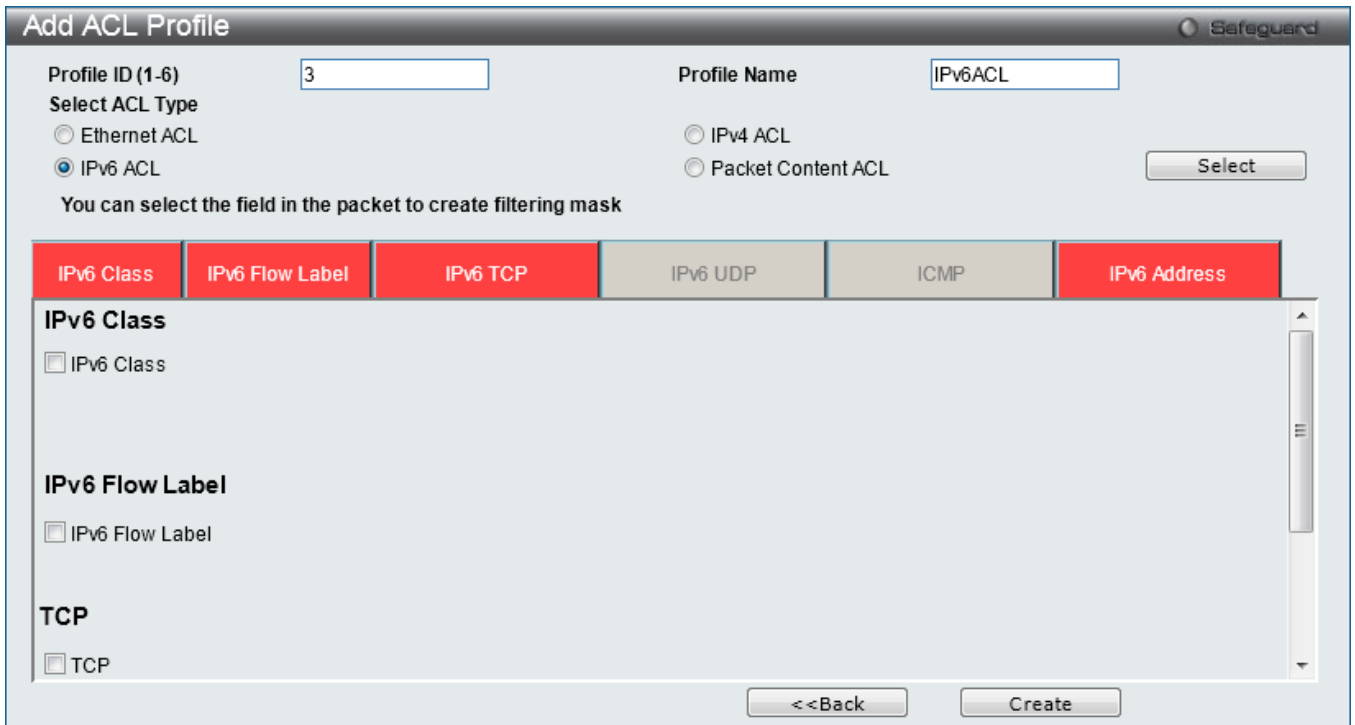 Add ACL Profile
Safeguard
Profile ID (1-6) 3 Profile Name IPv6ACL
Select ACL Type
Ethernet ACL IPv4 ACL
IPv6 ACL Packet Content ACL Select
You can select the field in the packet to create filtering mask
IPv6 Class IPv6 Flow Label IPv6 TCP IPv6 UDP ICMP IPv6 Address
IPv6 Class
IPv6 Class
IPv6 Flow Label
IPv6 Flow Label
TCP
TCP
<<Back Create